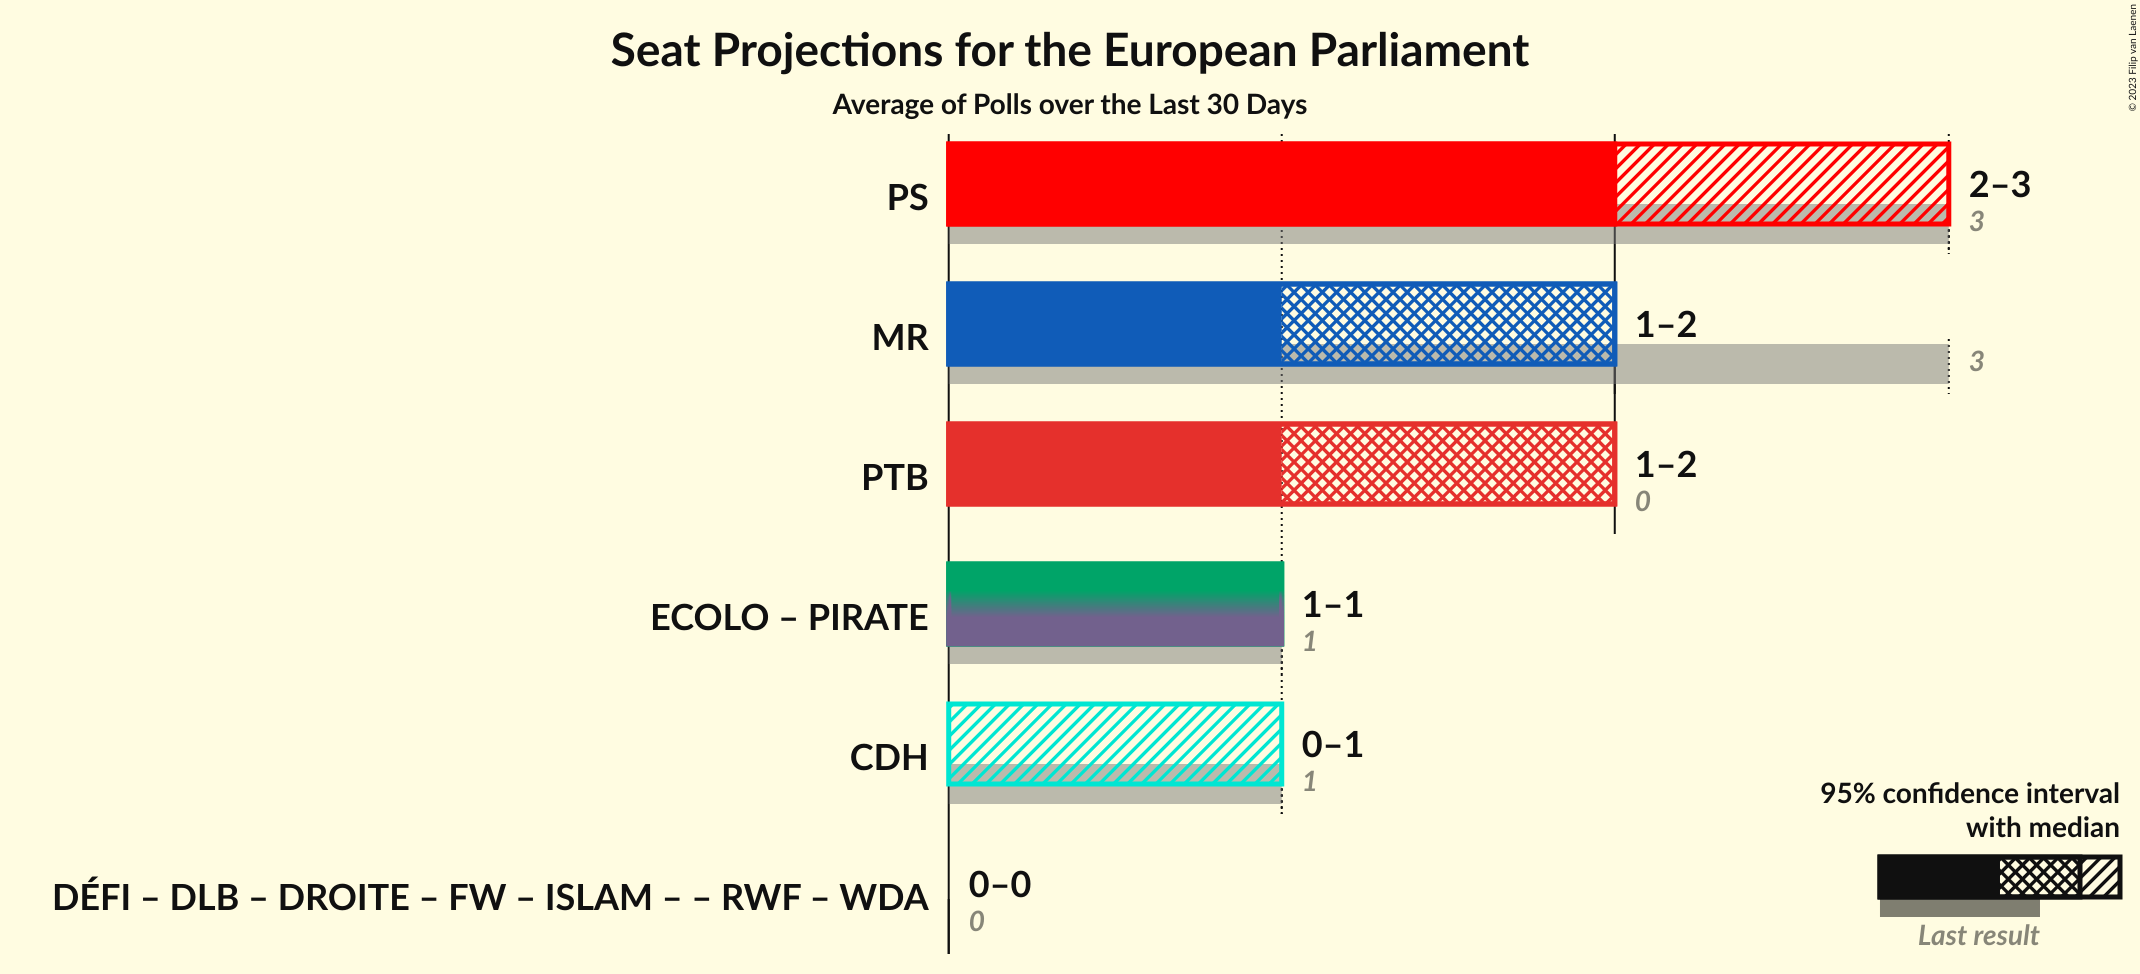 Seat Projections for the European Parliament
Average of Polls over the Last 30 Days
© 2023 Filip van Laenen
PS
2–3
3
MR
1–2
3
PTB
1–2
0
ECOLO – PIRATE
1–1
1
CDH
0–1
1
DÉFI – DLB – DROITE – FW – ISLAM – – RWF – WDA
0–0
0
95% confidence interval
with median
Last result